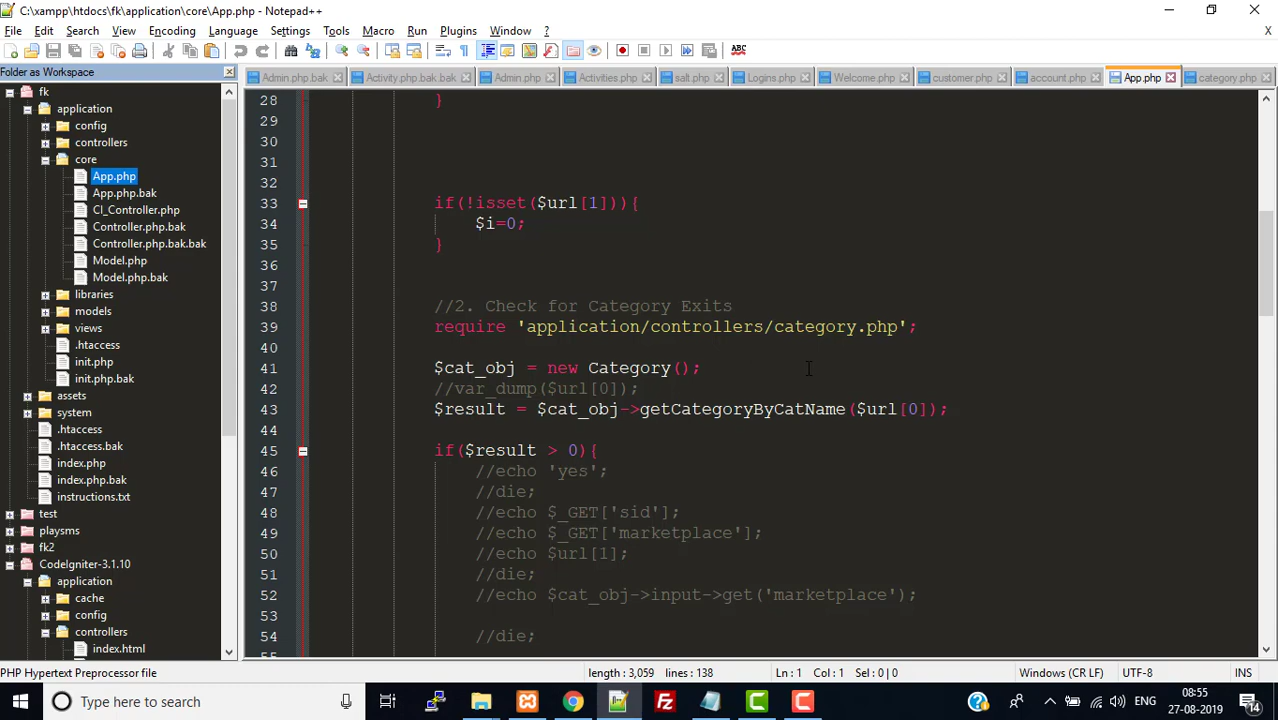 C:\xampp\htdocs\fk\application\core\App.php - Notepad++
File Edit Search View Encoding Language Settings Tools Macro Run Plugins Window ?
X
ABC
Folder as Workspace
Admin.php.bak Activity.php.bak.bak Admin.php Activities.php salt.php Logins.php Welcome.php customer.php account.php App.php category.php
fk
application
config
controllers
core
App.php
App.php.bak
CI_Controller.php
Controller.php.bak
Controller.php.bak.bak
Model.php
Model.php.bak
libraries
models
views
.htaccess
init.php
init.php.bak
assets
system
.htaccess
.htaccess.bak
index.php
index.php.bak
instructions.txt
test
playsms
fk2
CodeIgniter-3.1.10
application
cache
config
controllers
index.html
28 }
29
30
31
32
33 if(!isset($url[1])){
34 $i=0;
35 }
36
37
38 //2. Check for Category Exits
39 require 'application/controllers/category.php';
40
41 $cat_obj = new Category();
42 //var_dump($url[0]);
43 $result = $cat_obj->getCategoryByCatName($url[0]);
44
45 if($result > 0){
46 //echo 'yes';
47 //die;
48 //echo $_GET['sid'];
49 //echo $_GET['marketplace'];
50 //echo $url[1];
51 //die;
52 //echo $cat_obj->input->get('marketplace');
53
54 //die;
55
PHP Hypertext Preprocessor file length : 3,059 lines : 138 Ln : 1 Col : 1 Sel : 0 | 0 Windows (CR LF) UTF-8 INS
Type here to search
ENG
08:55
27-08-2019
14